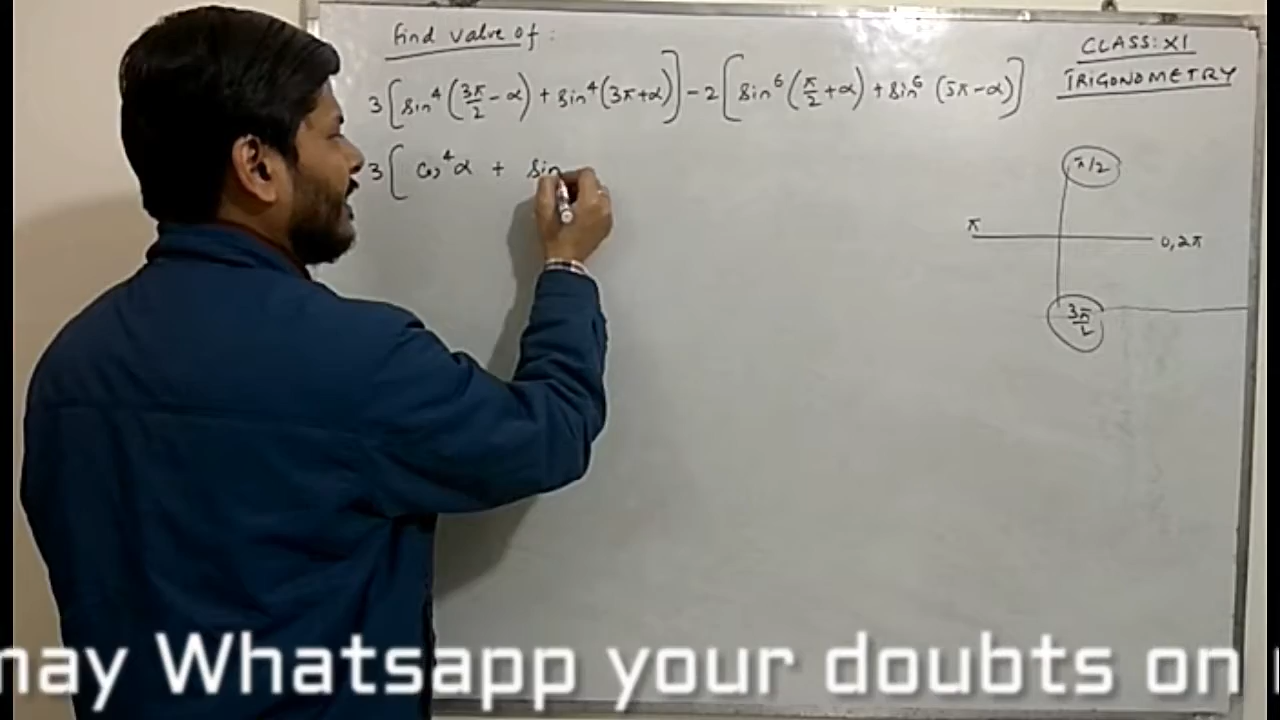 Find value of :
CLASS: XI
TRIGONOMETRY
3[sin⁴(3π/2 - α) + sin⁴(3π+α)] - 2[sin⁶(π/2 + α) + sin⁶(5π-α)]
3[cos⁴α + sin
π/2
π
0, 2π
3π/2
may Whatsapp your doubts on